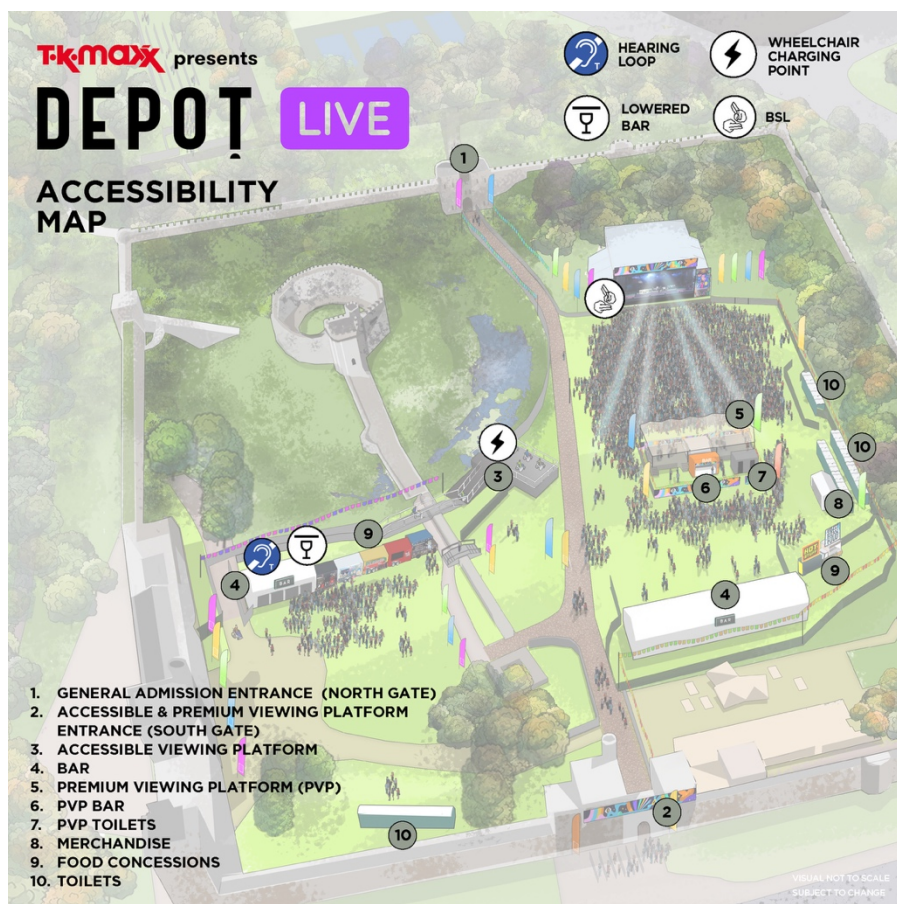 TK maxx presents
DEPOT LIVE
ACCESSIBILITY
MAP
HEARING
LOOP
WHEELCHAIR
CHARGING
POINT
LOWERED
BAR
BSL
1
10
5
10
3
6
7
8
9
9
4
BAR
4
BAR
2
10
1. GENERAL ADMISSION ENTRANCE (NORTH GATE)
2. ACCESSIBLE & PREMIUM VIEWING PLATFORM
ENTRANCE (SOUTH GATE)
3. ACCESSIBLE VIEWING PLATFORM
4. BAR
5. PREMIUM VIEWING PLATFORM (PVP)
6. PVP BAR
7. PVP TOILETS
8. MERCHANDISE
9. FOOD CONCESSIONS
10. TOILETS
VISUAL NOT TO SCALE
SUBJECT TO CHANGE